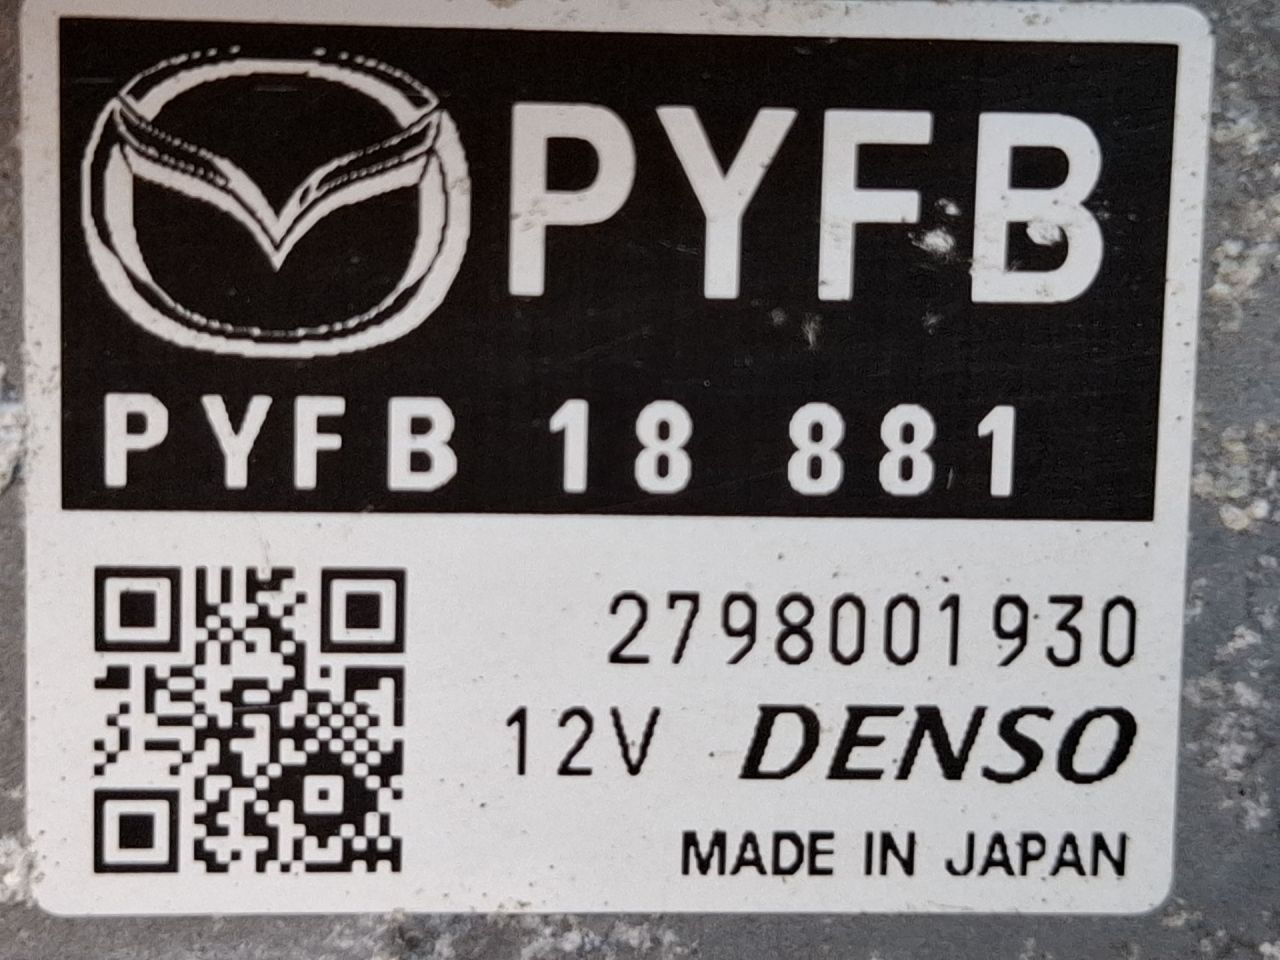 PYFB
PYFB 18 881
2798001930
12V DENSO
MADE IN JAPAN